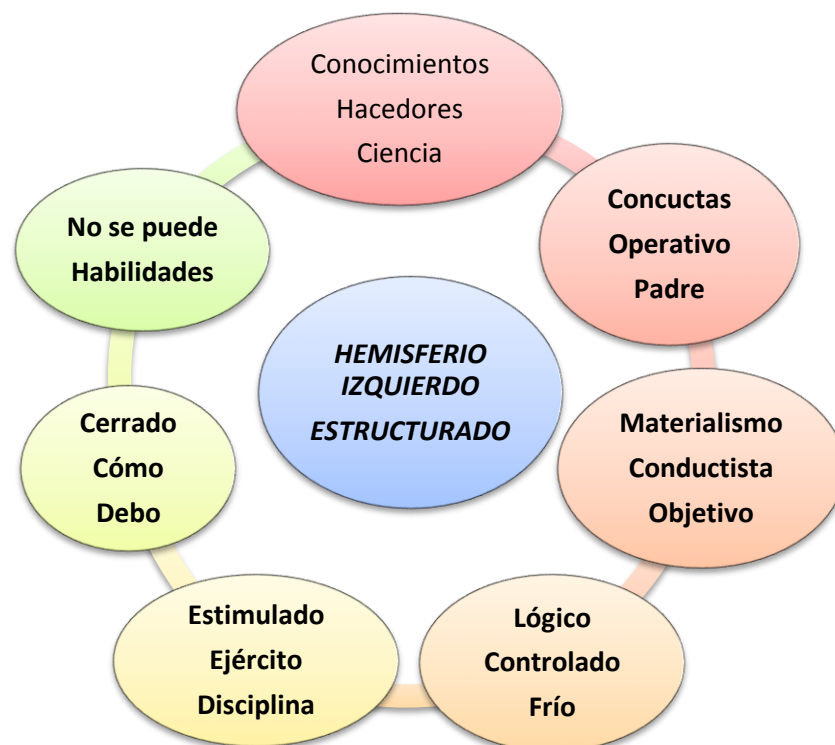 Conocimientos
Hacedores
Ciencia
Concuctas
Operativo
Padre
Materialismo
Conductista
Objetivo
Lógico
Controlado
Frío
Estimulado
Ejército
Disciplina
Cerrado
Cómo
Debo
No se puede
Habilidades
HEMISFERIO
IZQUIERDO
ESTRUCTURADO